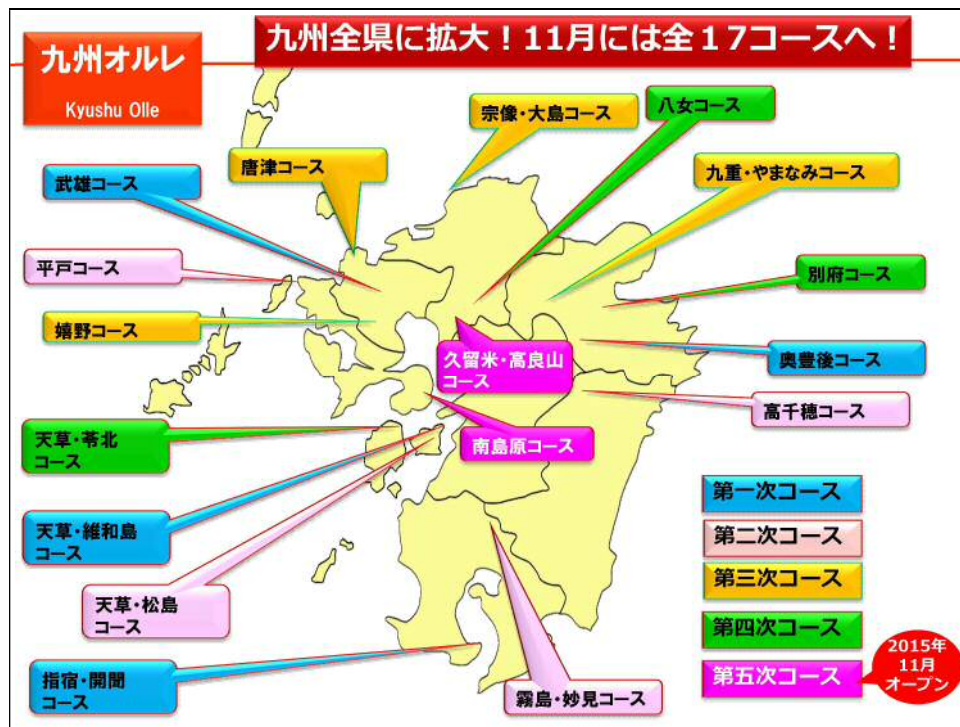 九州オルレ
Kyushu Olle
九州全県に拡大！11月には全１７コースへ！
宗像・大島コース
八女コース
唐津コース
武雄コース
九重・やまなみコース
平戸コース
別府コース
嬉野コース
久留米・高良山
コース
奥豊後コース
高千穂コース
天草・苓北
コース
南島原コース
天草・維和島
コース
天草・松島
コース
指宿・開聞
コース
霧島・妙見コース
第一次コース
第二次コース
第三次コース
第四次コース
第五次コース
2015年
11月
オープン